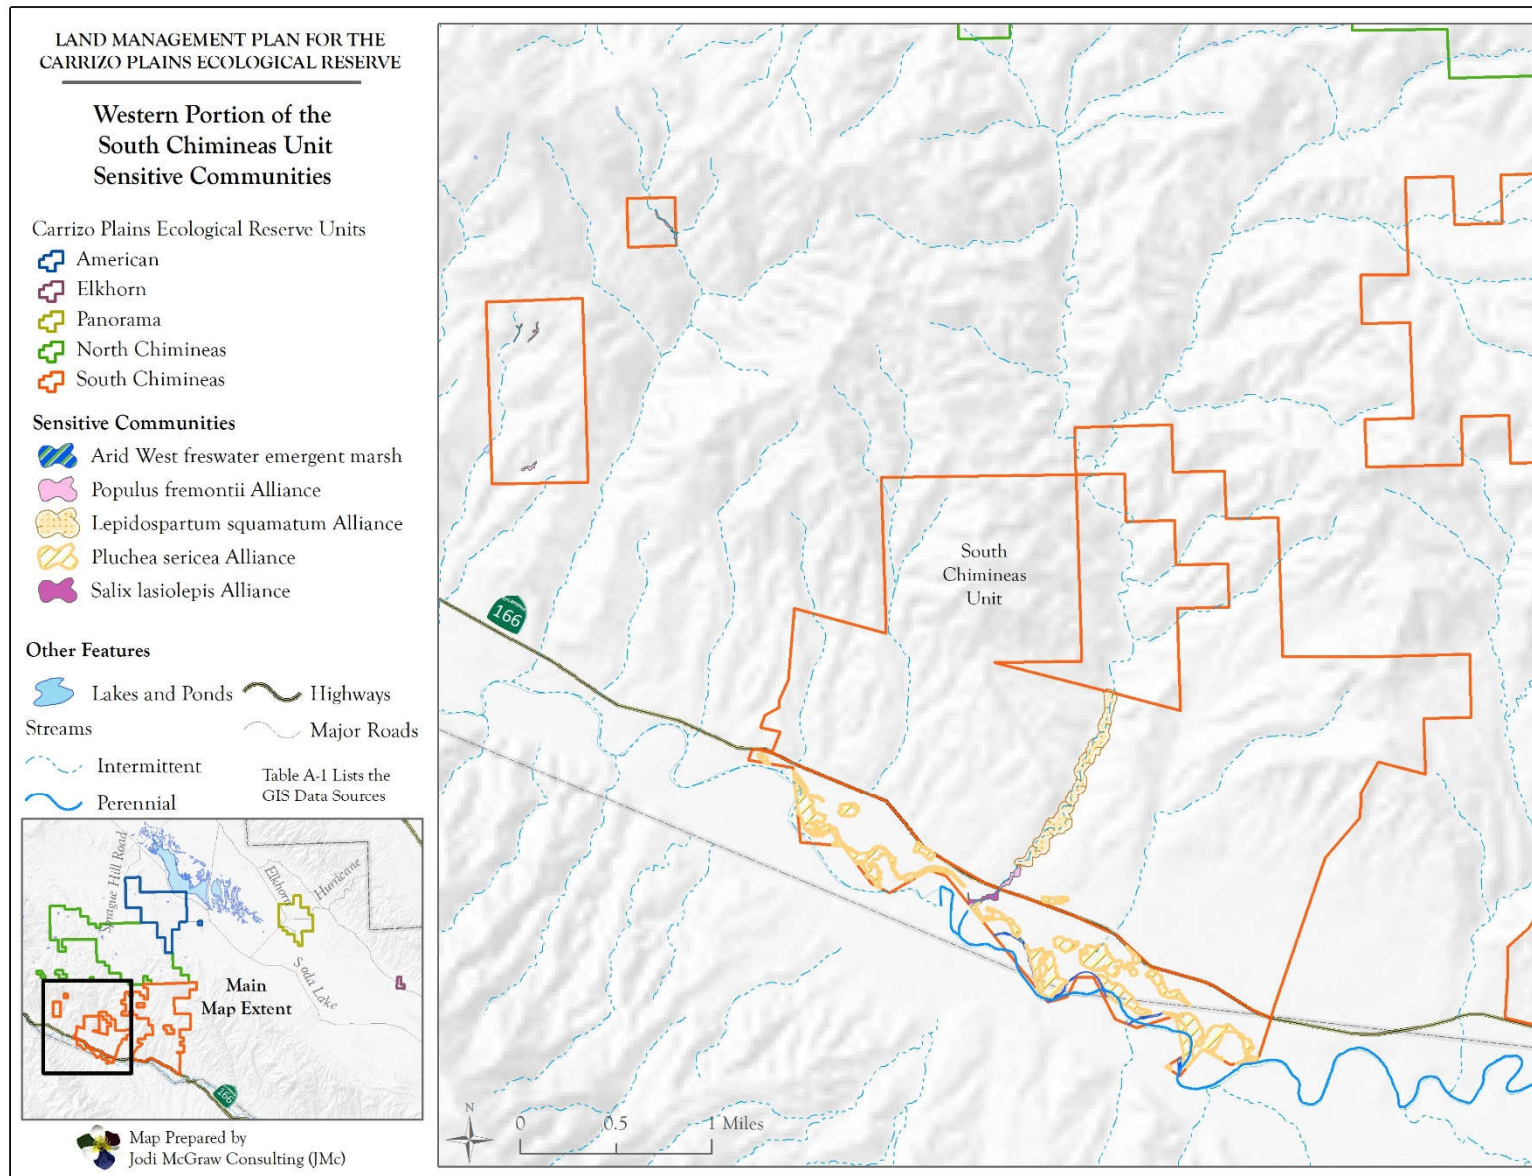 LAND MANAGEMENT PLAN FOR THE
CARRIZO PLAINS ECOLOGICAL RESERVE
Western Portion of the
South Chimineas Unit
Sensitive Communities
Carrizo Plains Ecological Reserve Units
American
Elkhorn
Panorama
North Chimineas
South Chimineas
Sensitive Communities
Arid West freswater emergent marsh
Populus fremontii Alliance
Lepidospartum squamatum Alliance
Pluchea sericea Alliance
Salix lasiolepis Alliance
Other Features
Lakes and Ponds
Highways
Streams
Major Roads
Intermittent
Perennial
Table A-1 Lists the
GIS Data Sources
Sprague Hill Road
Elkhorn
Hurricane
Soda Lake
Main
Map Extent
166
Map Prepared by
Jodi McGraw Consulting (JMc)
166
South
Chimineas
Unit
N
0 0.5 1 Miles